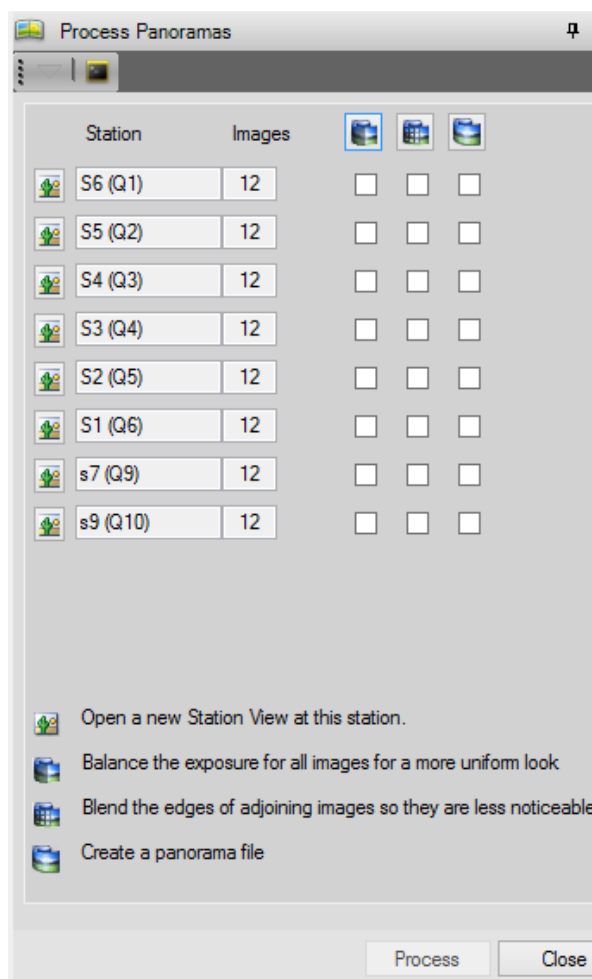 Process Panoramas
Station Images
S6 (Q1) 12
S5 (Q2) 12
S4 (Q3) 12
S3 (Q4) 12
S2 (Q5) 12
S1 (Q6) 12
s7 (Q9) 12
s9 (Q10) 12
Open a new Station View at this station.
Balance the exposure for all images for a more uniform look
Blend the edges of adjoining images so they are less noticeable
Create a panorama file
Process Close